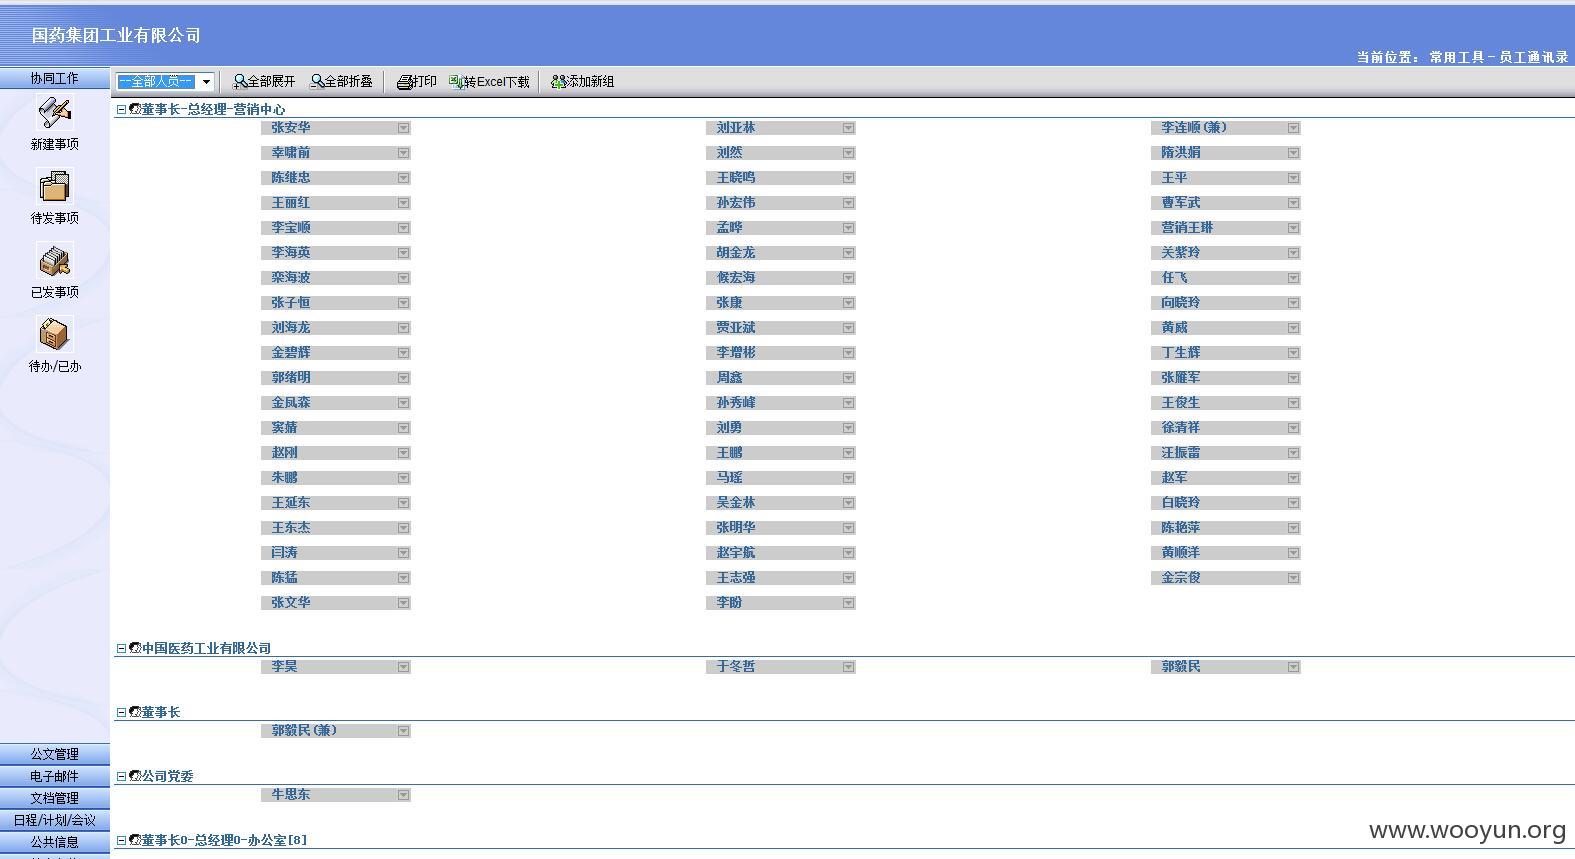 国药集团工业有限公司
当前位置： 常用工具－员工通讯录
协同工作
--全部人员-- 全部展开 全部折叠 打印 转Excel下载 添加新组
新建事项
待发事项
已发事项
待办/已办
董事长-总经理-营销中心
张安华 刘亚林 李连顺(兼)
幸啸前 刘然 隋洪娟
陈继忠 王晓鸣 王平
王丽红 孙宏伟 曹军武
李宝顺 孟晔 营销王琳
李海英 胡金龙 关紫玲
栾海波 候宏海 任飞
张子恒 张康 向晓玲
刘海龙 贾亚斌 黄威
金碧辉 李增彬 丁生辉
郭绪明 周鑫 张雁军
金凤森 孙秀峰 王俊生
窦蒨 刘勇 徐清祥
赵刚 王鹏 汪振雷
朱鹏 马瑶 赵军
王延东 吴金林 白晓玲
王东杰 张明华 陈艳萍
闫涛 赵宇航 黄顺洋
陈猛 王志强 金宗俊
张文华 李盼
中国医药工业有限公司
李昊 于冬哲 郭毅民
董事长
郭毅民(兼)
公司党委
牛思东
董事长0-总经理0-办公室[8]
公文管理
电子邮件
文档管理
日程/计划/会议
公共信息
www.wooyun.org